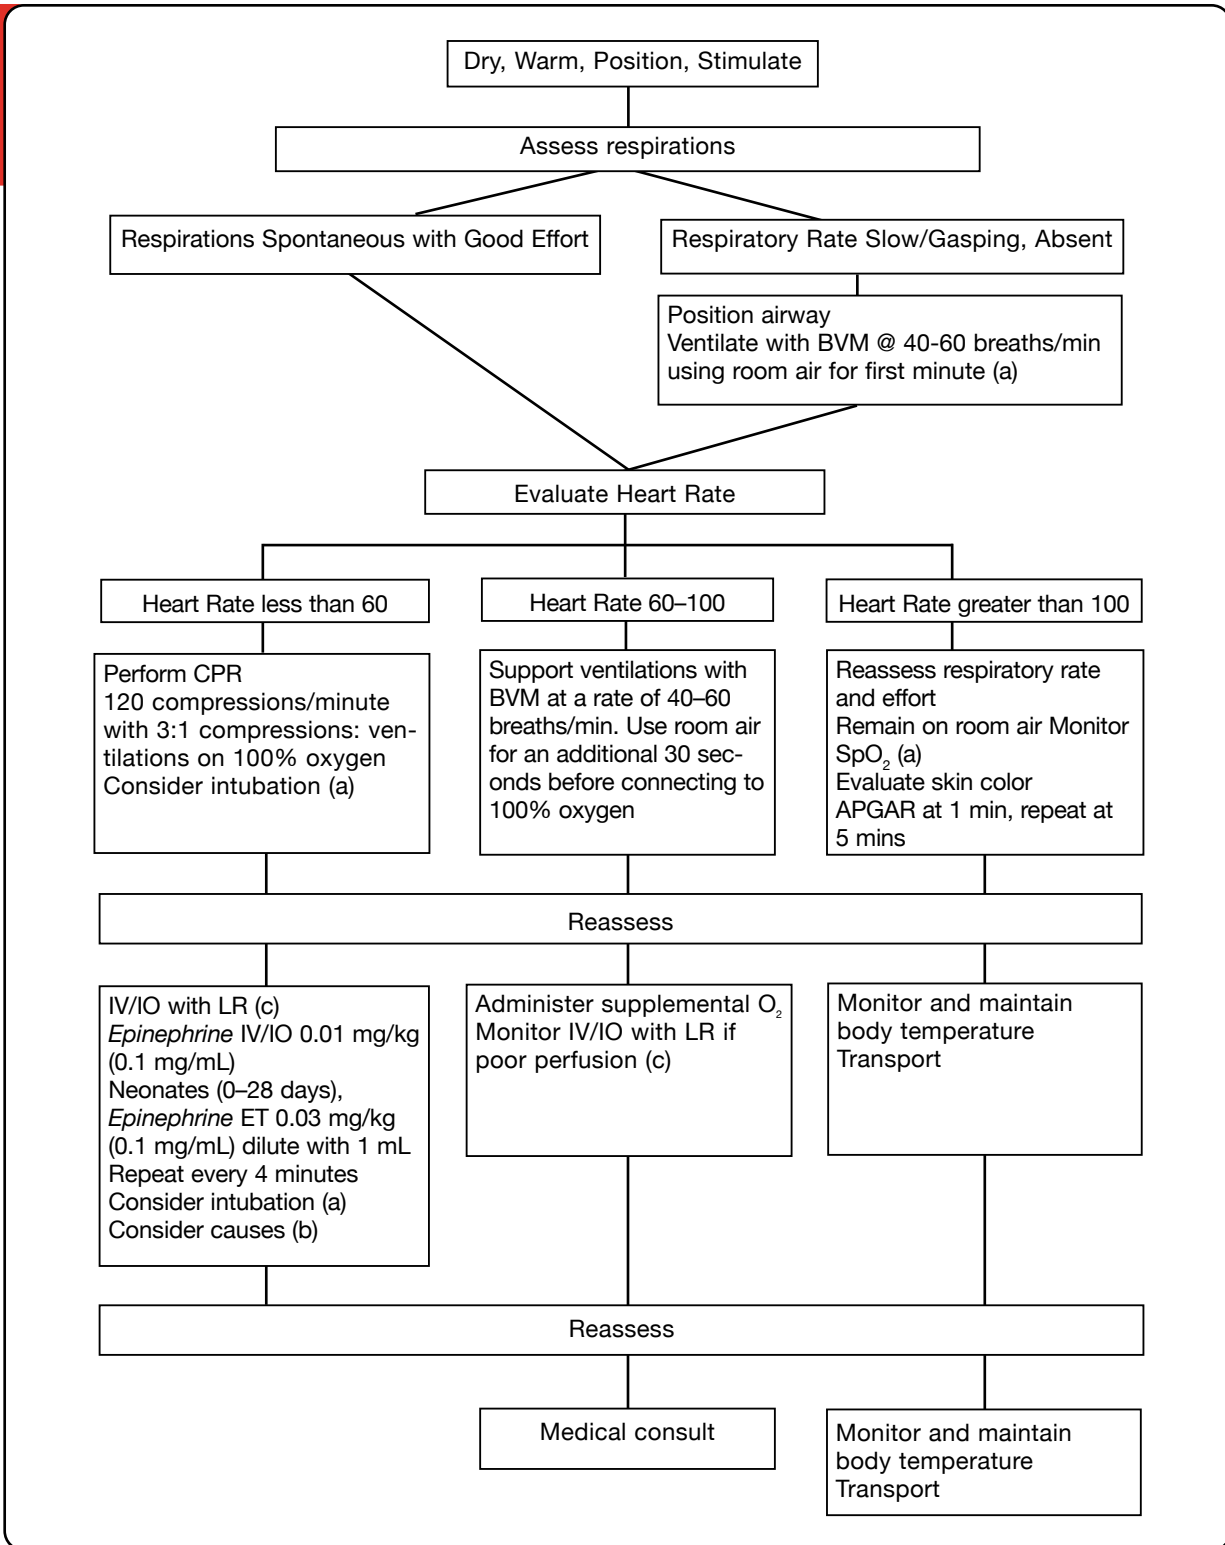 Dry, Warm, Position, Stimulate
Assess respirations
Respirations Spontaneous with Good Effort
Respiratory Rate Slow/Gasping, Absent
Position airway
Ventilate with BVM @ 40-60 breaths/min
using room air for first minute (a)
Evaluate Heart Rate
Heart Rate less than 60
Heart Rate 60–100
Heart Rate greater than 100
Perform CPR
120 compressions/minute
with 3:1 compressions: ven-
tilations on 100% oxygen
Consider intubation (a)
Support ventilations with
BVM at a rate of 40–60
breaths/min. Use room air
for an additional 30 sec-
onds before connecting to
100% oxygen
Reassess respiratory rate
and effort
Remain on room air Monitor
SpO₂ (a)
Evaluate skin color
APGAR at 1 min, repeat at
5 mins
Reassess
IV/IO with LR (c)
Epinephrine IV/IO 0.01 mg/kg
(0.1 mg/mL)
Neonates (0–28 days),
Epinephrine ET 0.03 mg/kg
(0.1 mg/mL) dilute with 1 mL
Repeat every 4 minutes
Consider intubation (a)
Consider causes (b)
Administer supplemental O₂
Monitor IV/IO with LR if
poor perfusion (c)
Monitor and maintain
body temperature
Transport
Reassess
Medical consult
Monitor and maintain
body temperature
Transport